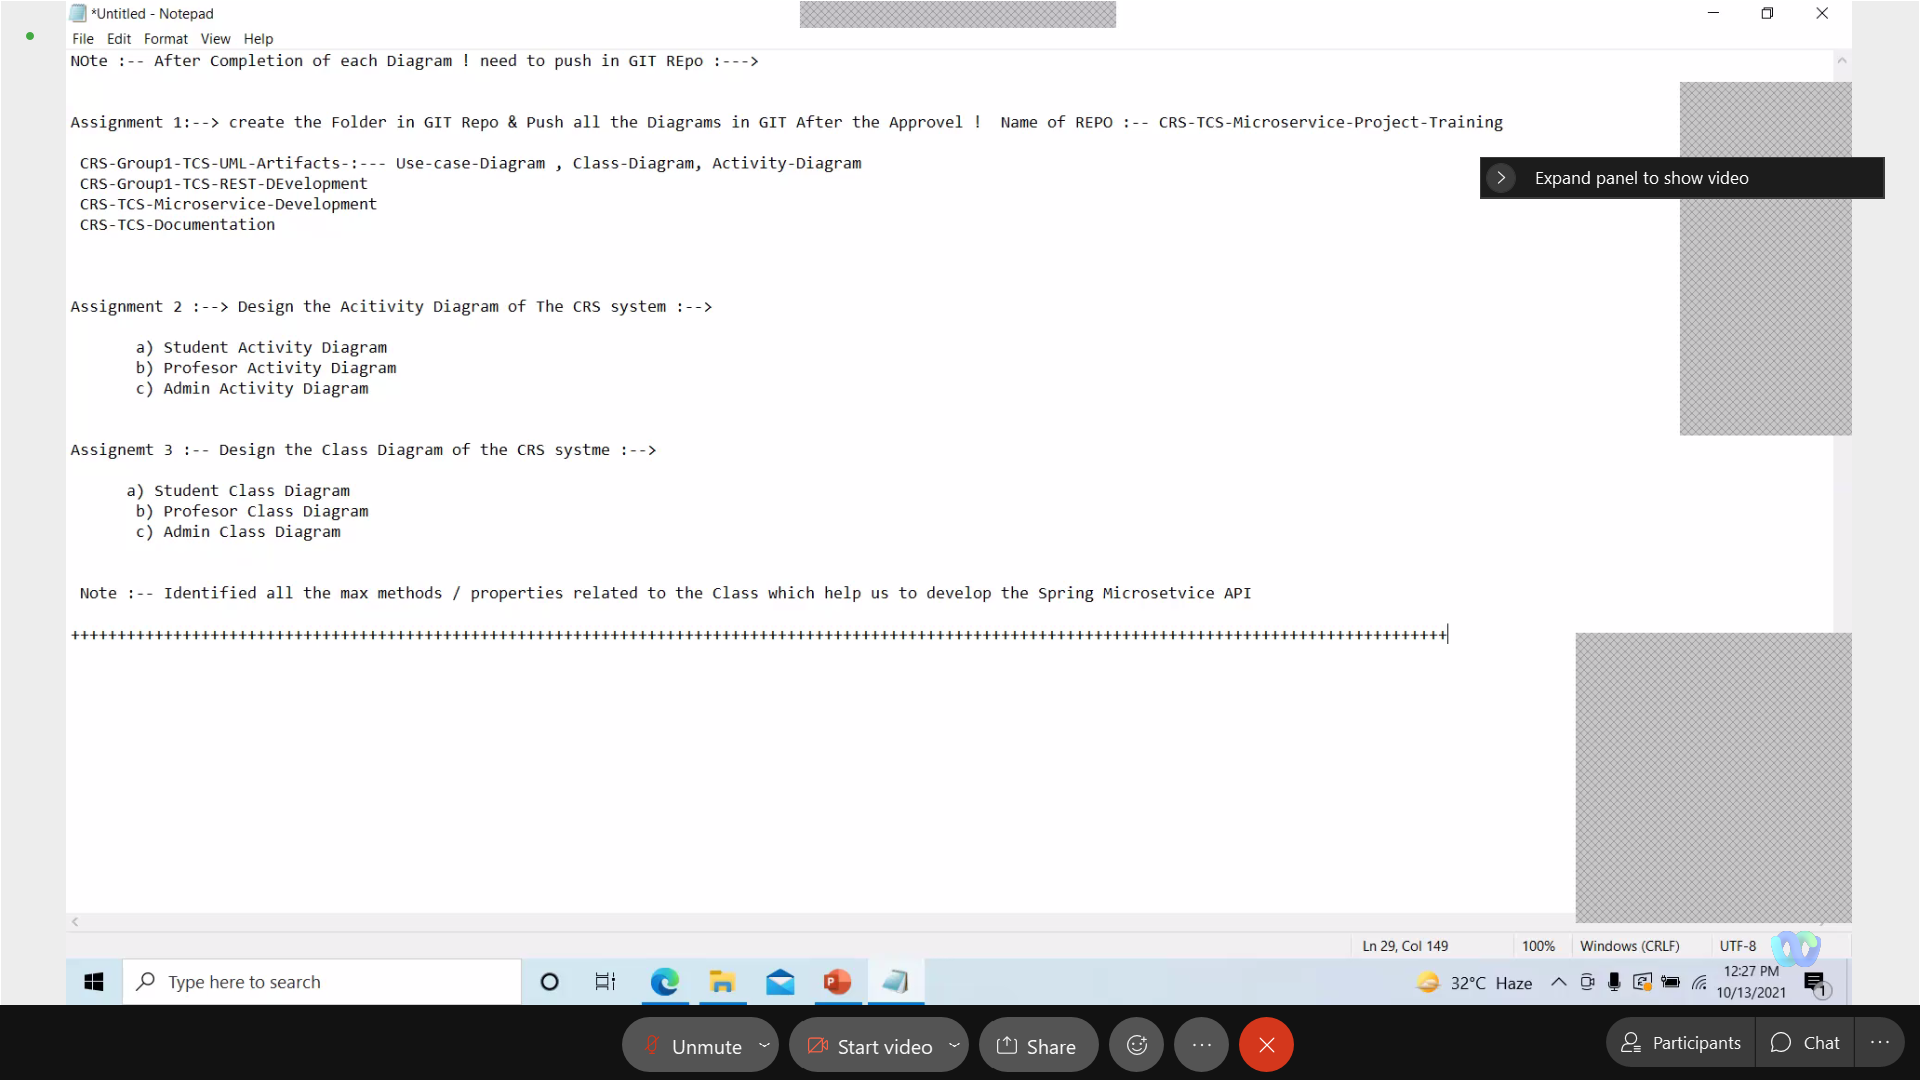 *Untitled - Notepad
File Edit Format View Help
NOte :-- After Completion of each Diagram ! need to push in GIT REpo :--->
Assignment 1:--> create the Folder in GIT Repo & Push all the Diagrams in GIT After the Approvel !  Name of REPO :-- CRS-TCS-Microservice-Project-Training
Expand panel to show video
CRS-Group1-TCS-UML-Artifacts-:--- Use-case-Diagram , Class-Diagram, Activity-Diagram
CRS-Group1-TCS-REST-DEvelopment
CRS-TCS-Microservice-Development
CRS-TCS-Documentation
Assignment 2 :--> Design the Acitivity Diagram of The CRS system :-->
a) Student Activity Diagram
b) Profesor Activity Diagram
c) Admin Activity Diagram
Assignemt 3 :-- Design the Class Diagram of the CRS systme :-->
a) Student Class Diagram
b) Profesor Class Diagram
c) Admin Class Diagram
Note :-- Identified all the max methods / properties related to the Class which help us to develop the Spring Microsetvice API
++++++++++++++++++++++++++++++++++++++++++++++++++++++++++++++++++++++++++++++++++++++++++++++++++++++++++++++++++++++++++++++++++++++++++++++++++++
Ln 29, Col 149 100% Windows (CRLF) UTF-8
Type here to search
32°C Haze
12:27 PM
10/13/2021
1
Unmute Start video Share Participants Chat